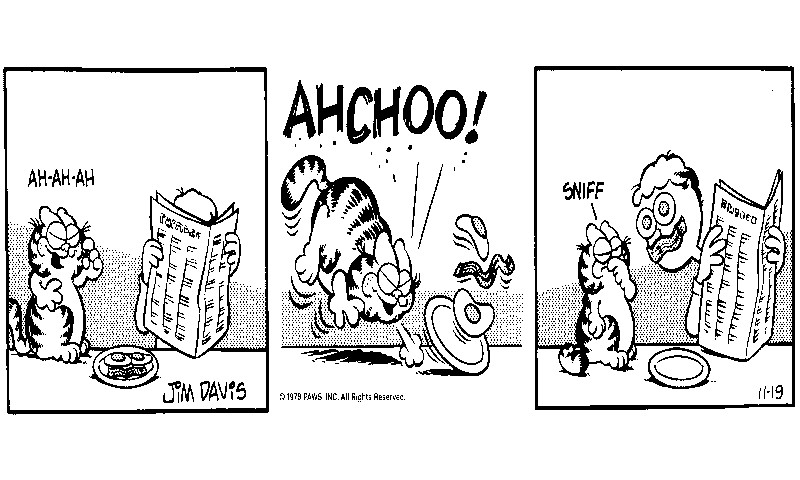 AH-AH-AH
JIM DAVIS
AHCHOO!
© 1979 PAWS, INC. All Rights Reserved.
SNIFF
11-19